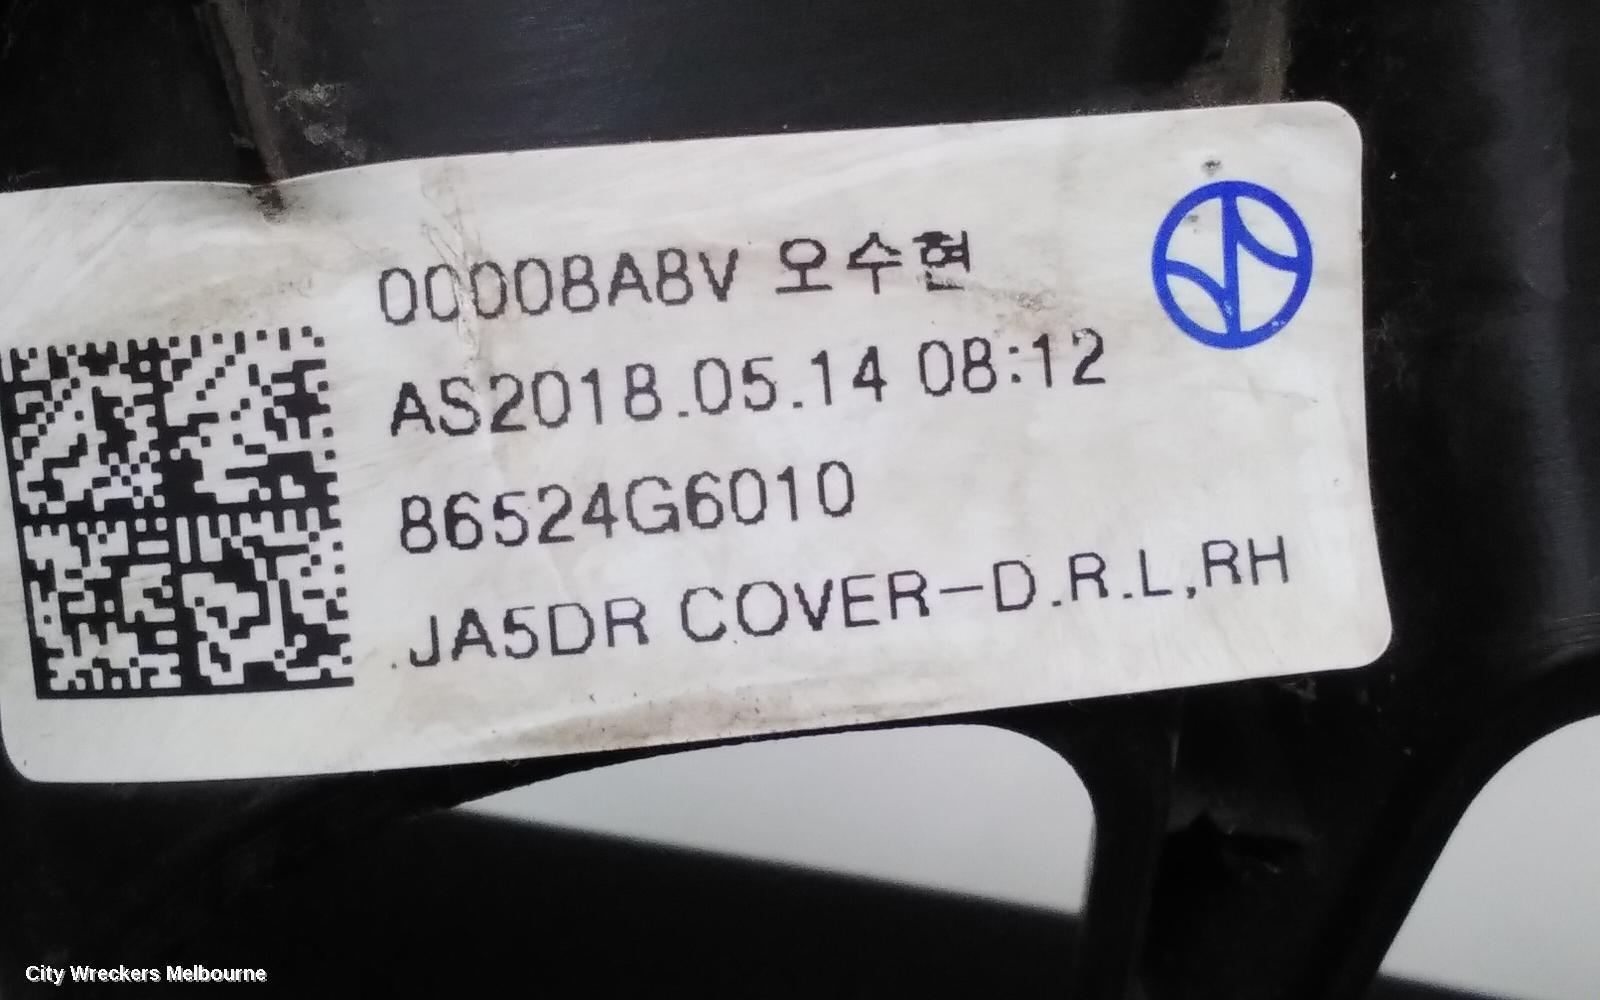 00008A8V 오수현
AS2018.05.14 08:12
86524G6010
.JA5DR COVER-D.R.L,RH
City Wreckers Melbourne